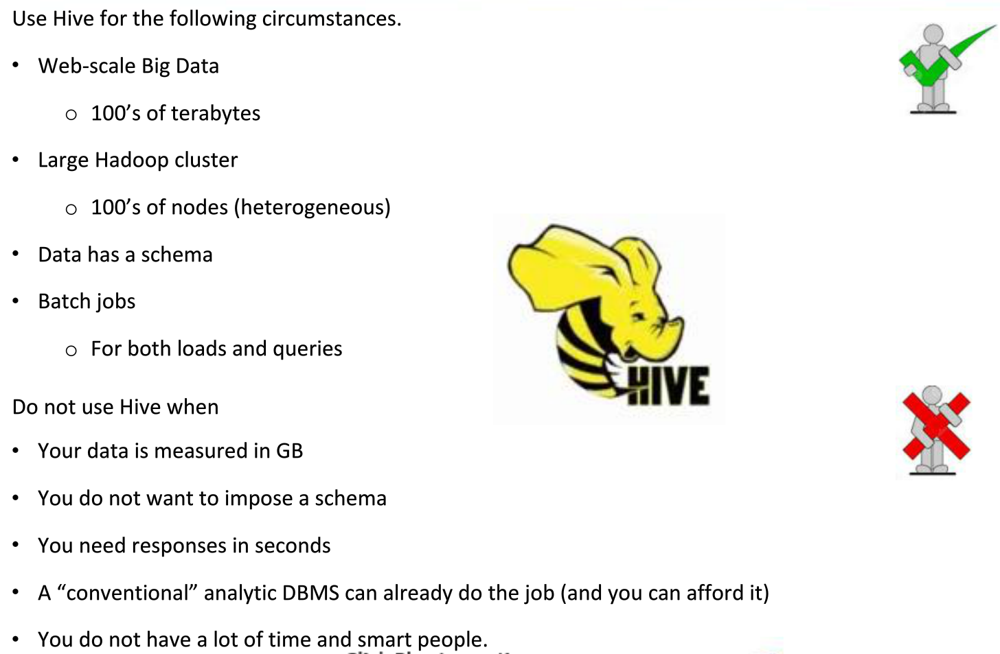 Use Hive for the following circumstances.
• Web-scale Big Data
o 100’s of terabytes
• Large Hadoop cluster
o 100’s of nodes (heterogeneous)
• Data has a schema
• Batch jobs
o For both loads and queries
HIVE
Do not use Hive when
• Your data is measured in GB
• You do not want to impose a schema
• You need responses in seconds
• A “conventional” analytic DBMS can already do the job (and you can afford it)
• You do not have a lot of time and smart people.